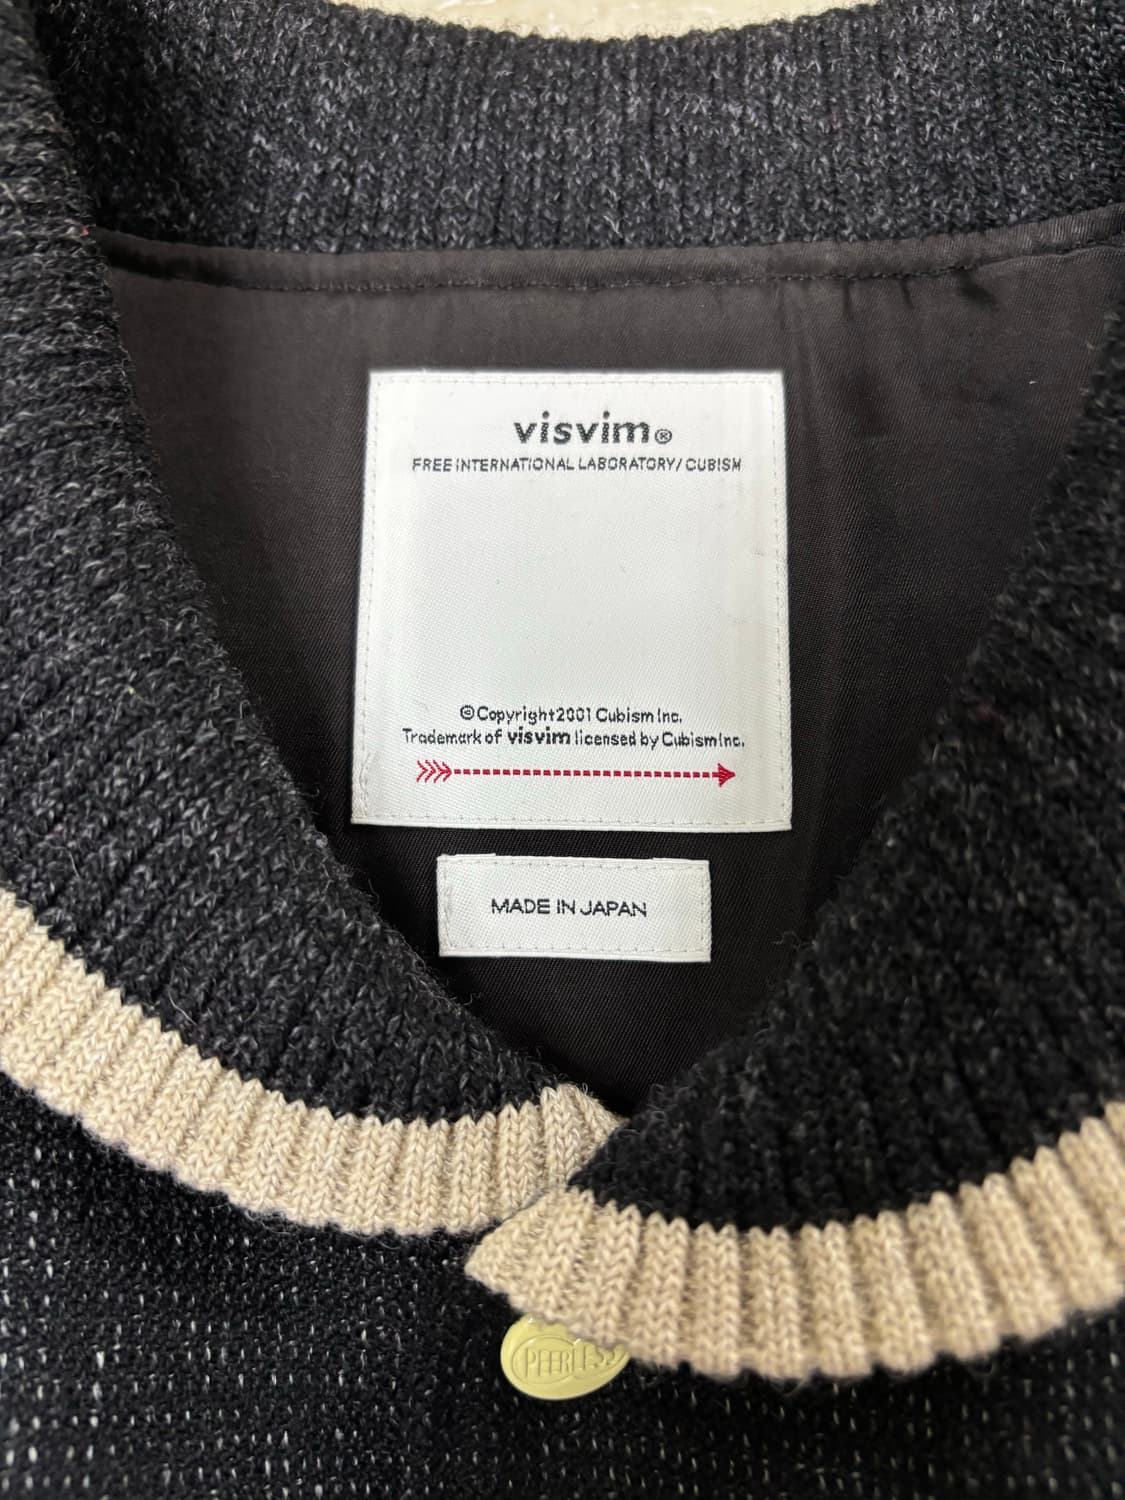 visvim®
FREE INTERNATIONAL LABORATORY/CUBISM
©Copyright2001 Cubism Inc.
Trademark of visvim licensed by Cubism Inc.
MADE IN JAPAN
PEERLESS